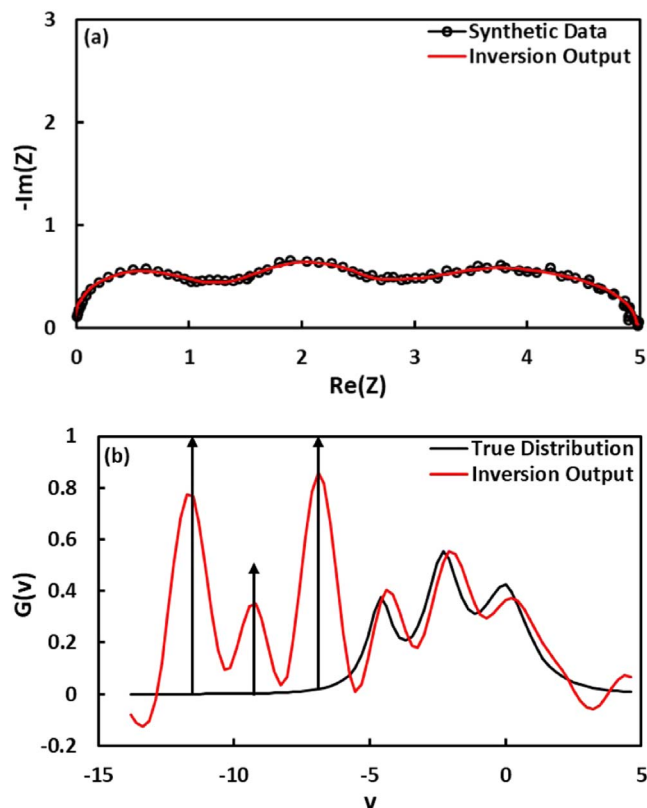 3
(a)
Synthetic Data
Inversion Output
2
-Im(Z)
1
0
0 1 2 3 4 5
Re(Z)
1
(b)
True Distribution
Inversion Output
0.8
0.6
G(v)
0.4
0.2
0
-0.2
-15 -10 -5 0 5
v